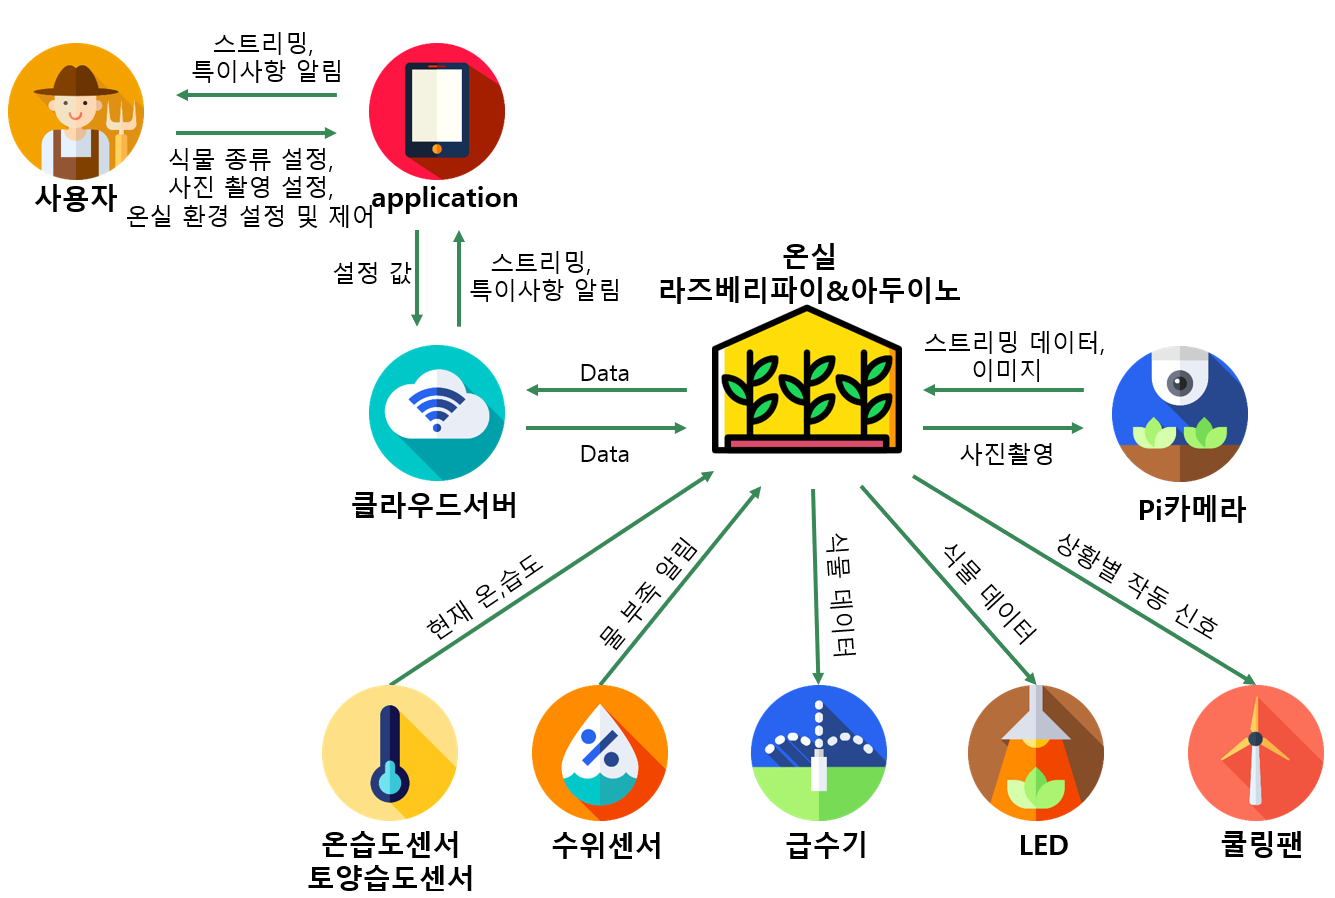 스트리밍,
특이사항 알림
식물 종류 설정,
사진 촬영 설정,
온실 환경 설정 및 제어
사용자
application
설정 값
스트리밍,
특이사항 알림
온실
라즈베리파이&아두이노
Data
Data
스트리밍 데이터,
이미지
사진촬영
클라우드서버
Pi카메라
현재 온,습도
물 부족 알림
식물 데이터
식물 데이터
상황별 작동 신호
온습도센서
토양습도센서
수위센서
급수기
LED
쿨링팬